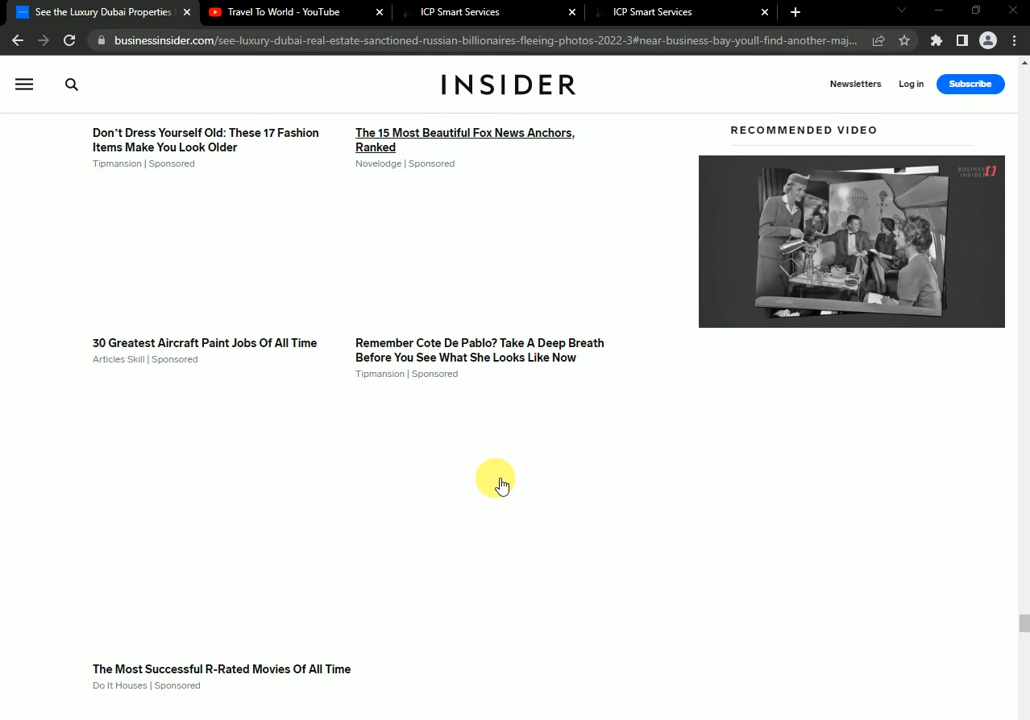 See the Luxury Dubai Properties
Travel To World - YouTube
ICP Smart Services
ICP Smart Services
businessinsider.com/see-luxury-dubai-real-estate-sanctioned-russian-billionaires-fleeing-photos-2022-3#near-business-bay-youll-find-another-maj...
INSIDER
Newsletters
Log in
Subscribe
Don't Dress Yourself Old: These 17 Fashion
Items Make You Look Older
Tipmansion | Sponsored
The 15 Most Beautiful Fox News Anchors,
Ranked
Novelodge | Sponsored
RECOMMENDED VIDEO
BUSINESS
INSIDER
30 Greatest Aircraft Paint Jobs Of All Time
Articles Skill | Sponsored
Remember Cote De Pablo? Take A Deep Breath
Before You See What She Looks Like Now
Tipmansion | Sponsored
The Most Successful R-Rated Movies Of All Time
Do It Houses | Sponsored